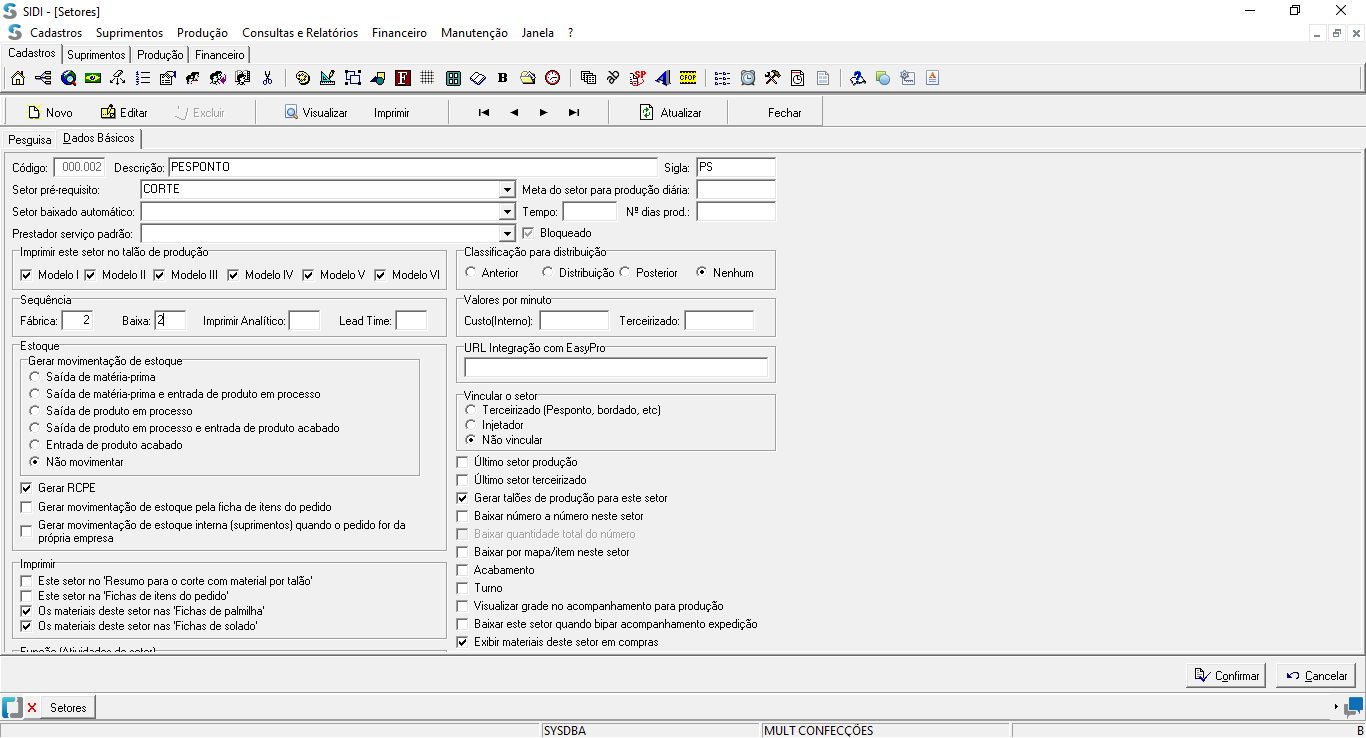 SIDI - [Setores]
Cadastros Suprimentos Produção Consultas e Relatórios Financeiro Manutenção Janela ?
Cadastros Suprimentos Produção Financeiro
Novo Editar Excluir Visualizar Imprimir Atualizar Fechar
Pesquisa Dados Básicos
Código: 000.002 Descrição: PESPONTO Sigla: PS
Setor pré-requisito: CORTE Meta do setor para produção diária:
Setor baixado automático: Tempo: Nº dias prod.:
Prestador serviço padrão: Bloqueado
Imprimir este setor no talão de produção
Modelo I Modelo II Modelo III Modelo IV Modelo V Modelo VI
Classificação para distribuição
Anterior Distribuição Posterior Nenhum
Sequência
Fábrica: 2 Baixa: 2 Imprimir Analítico: Lead Time:
Valores por minuto
Custo(Interno): Terceirizado:
Estoque
Gerar movimentação de estoque
Saída de matéria-prima
Saída de matéria-prima e entrada de produto em processo
Saída de produto em processo
Saída de produto em processo e entrada de produto acabado
Entrada de produto acabado
Não movimentar
Gerar RCPE
Gerar movimentação de estoque pela ficha de itens do pedido
Gerar movimentação de estoque interna (suprimentos) quando o pedido for da
própria empresa
Imprimir
Este setor no 'Resumo para o corte com material por talão'
Este setor na 'Fichas de itens do pedido'
Os materiais deste setor nas 'Fichas de palmilha'
Os materiais deste setor nas 'Fichas de solado'
Função (Atividades do setor)
URL Integração com EasyPro
Vincular o setor
Terceirizado (Pesponto, bordado, etc)
Injetador
Não vincular
Último setor produção
Último setor terceirizado
Gerar talões de produção para este setor
Baixar número a número neste setor
Baixar quantidade total do número
Baixar por mapa/item neste setor
Acabamento
Turno
Visualizar grade no acompanhamento para produção
Baixar este setor quando bipar acompanhamento expedição
Exibir materiais deste setor em compras
Confirmar Cancelar
Setores
SYSDBA MULT CONFECÇÕES B